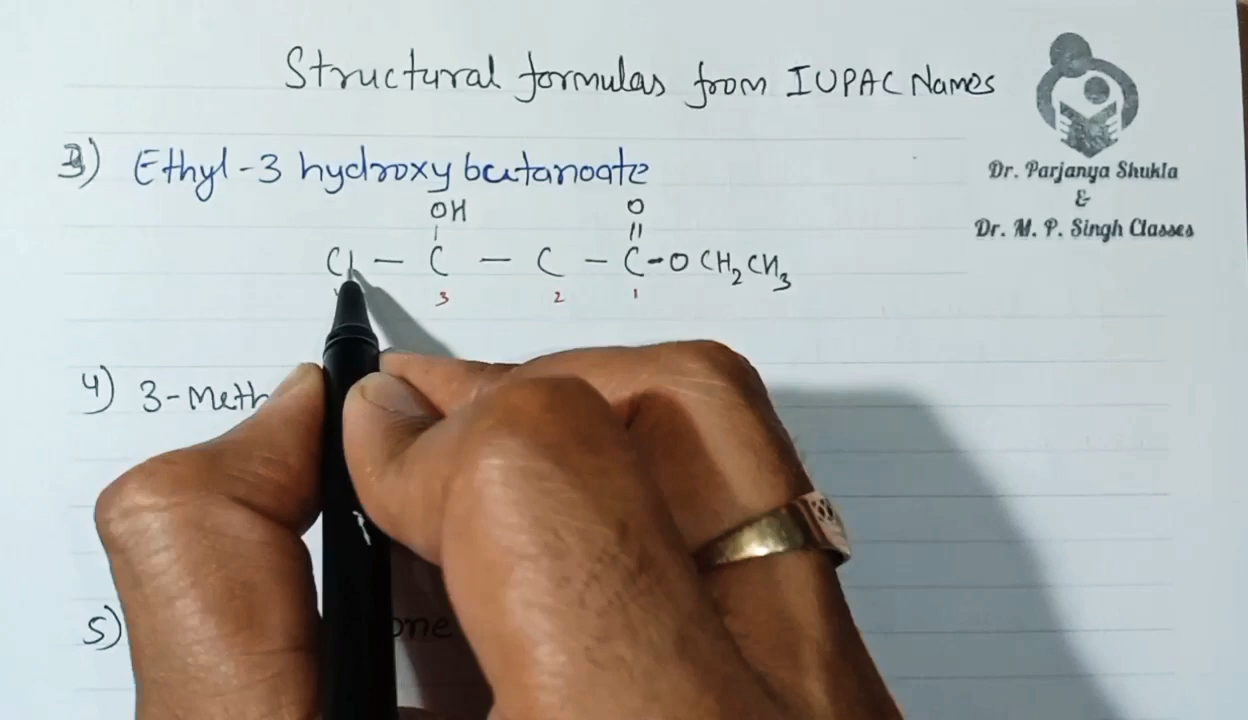 Structural formulas from IUPAC Names
Dr. Parjanya Shukla
&
Dr. M. P. Singh Classes
3) Ethyl-3 hydroxy butanoate
OH O
C — C — C — C-OCH2CH3
3 2 1
4) 3-Meth
5) one